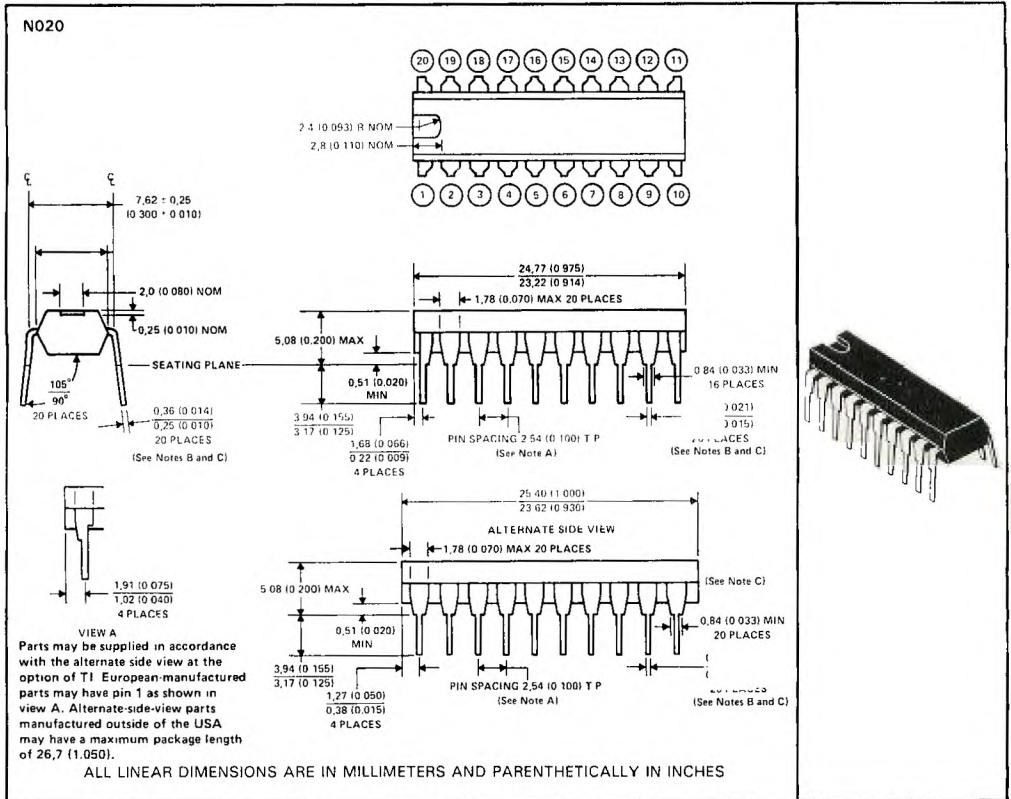 N020
20 19 18 17 16 15 14 13 12 11
2 4 (0 093) R NOM
2,8 (0 110) NOM
1 2 3 4 5 6 7 8 9 10
℄ ℄
7,62 ± 0,25
(0 300 ± 0 010)
2,0 (0 080) NOM
0,25 (0 010) NOM
105°
90°
20 PLACES
0,36 (0 014)
0,25 (0 010)
20 PLACES
(See Notes B and C)
24,77 (0 975)
23,22 (0 914)
1,78 (0.070) MAX 20 PLACES
5,08 (0.200) MAX
SEATING PLANE
0,51 (0.020)
MIN
3,94 (0 155)
3 17 (0 125)
1,68 (0 066)
0 22 (0 009)
4 PLACES
PIN SPACING 2 54 (0 100) T P
(See Note A)
0 84 (0 033) MIN
16 PLACES
0.021)
0.015)
PLACES
(See Notes B and C)
1,91 (0 075)
1,02 (0 040)
4 PLACES
VIEW A
25 40 (1 000)
23 62 (0 930)
ALTERNATE SIDE VIEW
1,78 (0 070) MAX 20 PLACES
5 08 (0 200) MAX
(See Note C)
0,51 (0 020)
MIN
0,84 (0 033) MIN
20 PLACES
3,94 (0 155)
3,17 (0 125)
1,27 (0 050)
0,38 (0 015)
4 PLACES
PIN SPACING 2,54 (0 100) T P
(See Note A)
(See Notes B and C)
Parts may be supplied in accordance
with the alternate side view at the
option of TI European-manufactured
parts may have pin 1 as shown in
view A. Alternate-side-view parts
manufactured outside of the USA
may have a maximum package length
of 26,7 (1.050).
ALL LINEAR DIMENSIONS ARE IN MILLIMETERS AND PARENTHETICALLY IN INCHES